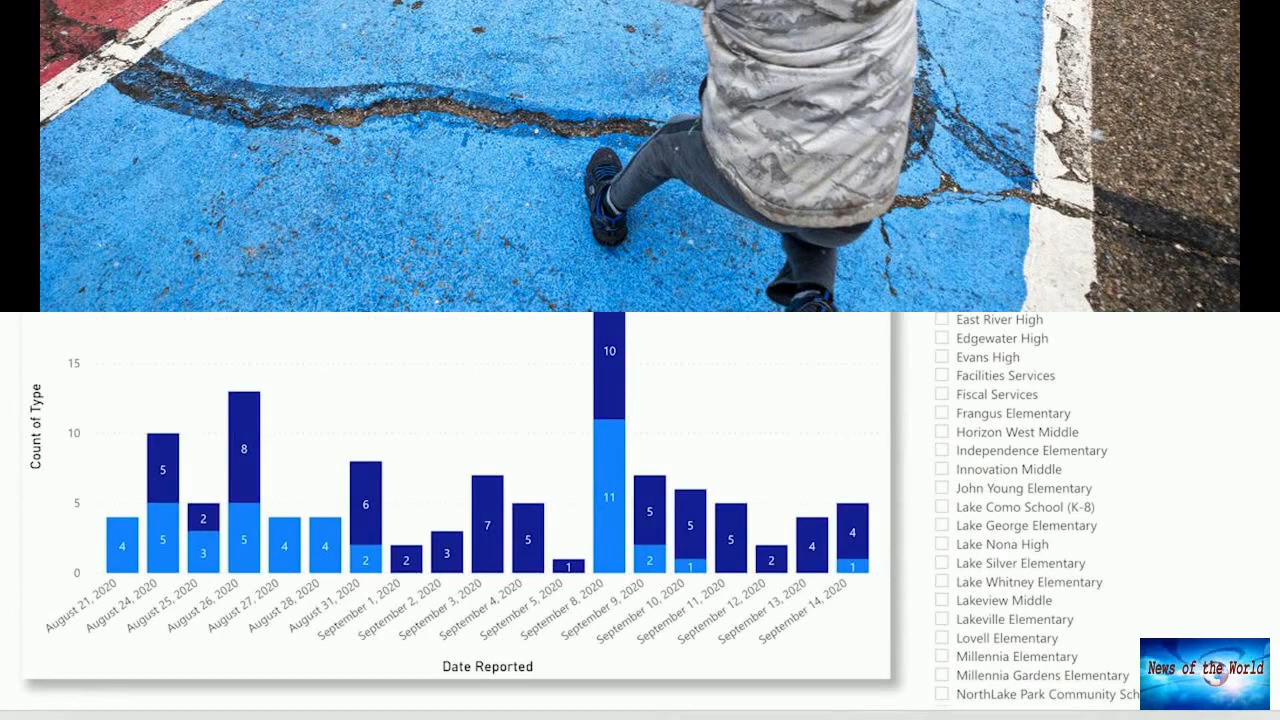 15
10
5
0
Count of Type
4
5
5
3
2
5
8
4
4
2
6
2
3
7
5
1
11
10
2
5
1
5
5
2
4
1
4
August 21, 2020
August 24, 2020
August 25, 2020
August 26, 2020
August 27, 2020
August 28, 2020
August 31, 2020
September 1, 2020
September 2, 2020
September 3, 2020
September 4, 2020
September 5, 2020
September 8, 2020
September 9, 2020
September 10, 2020
September 11, 2020
September 12, 2020
September 13, 2020
September 14, 2020
Date Reported
East River High
Edgewater High
Evans High
Facilities Services
Fiscal Services
Frangus Elementary
Horizon West Middle
Independence Elementary
Innovation Middle
John Young Elementary
Lake Como School (K-8)
Lake George Elementary
Lake Nona High
Lake Silver Elementary
Lake Whitney Elementary
Lakeview Middle
Lakeville Elementary
Lovell Elementary
Millennia Elementary
Millennia Gardens Elementary
NorthLake Park Community Sch
News of the World